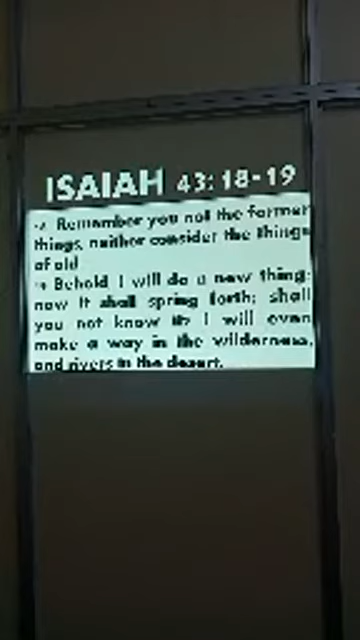 ISAIAH 43:18-19
18 Remember you not the former
things, neither consider the things
of old
19 Behold I will do a new thing;
now it shall spring forth; shall
you not know it; I will even
make a way in the wilderness,
and rivers in the desert.